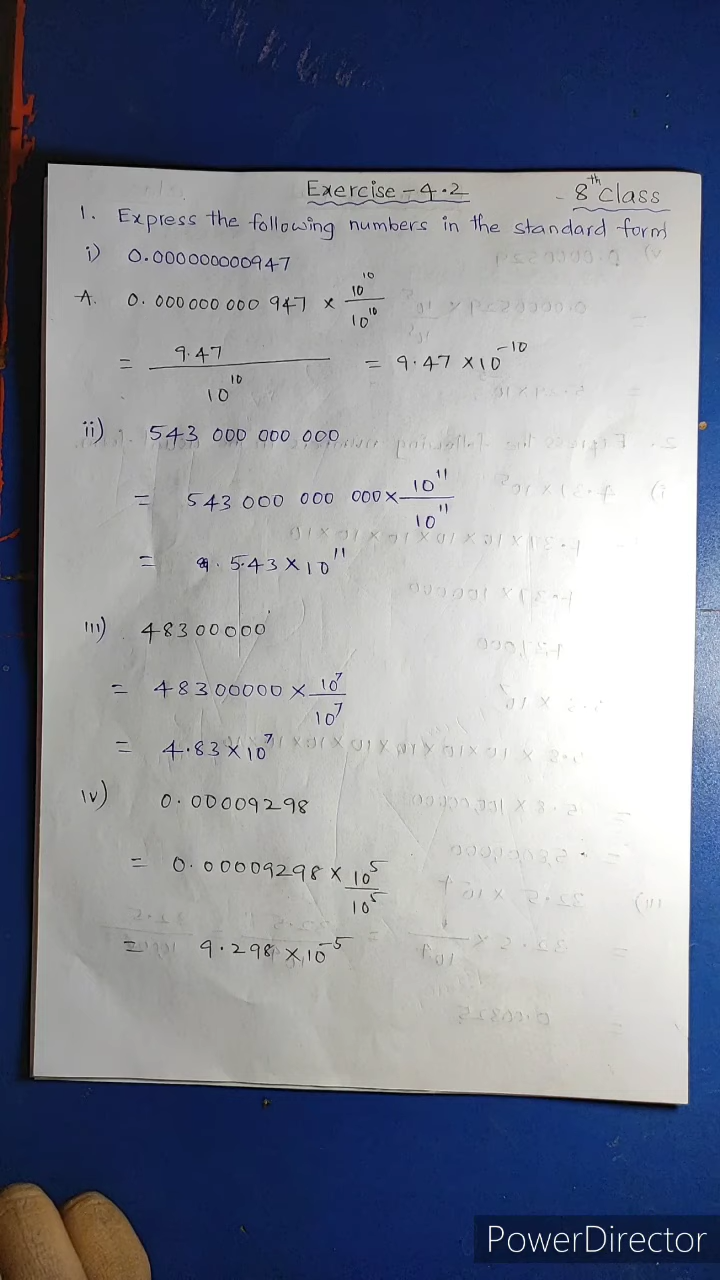 Exercise - 4.2
8th class
1. Express the following numbers in the standard form
i) 0.000000000947
A. 0.000 000 000 947 × 10^10/10^10
= 9.47/10^10 = 9.47 × 10^-10
ii) 543 000 000 000
= 543 000 000 000 × 10^11/10^11
= 5.43 × 10^11
iii) 48300000
= 48300000 × 10^7/10^7
= 4.83 × 10^7
iv) 0.00009298
= 0.00009298 × 10^5/10^5
= 9.298 × 10^-5
PowerDirector